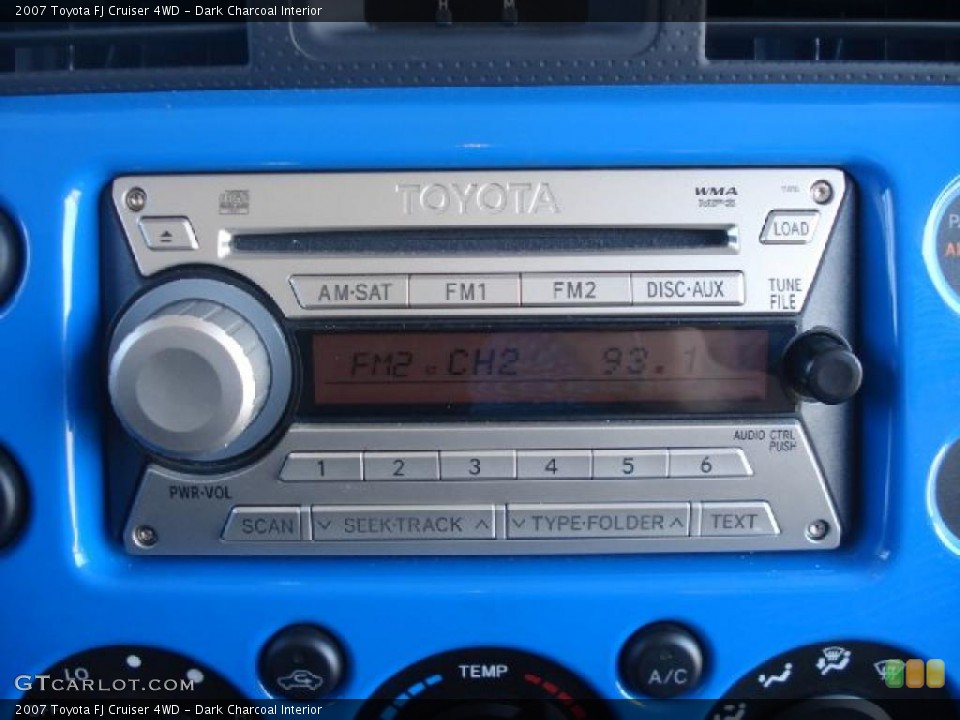 2007 Toyota FJ Cruiser 4WD - Dark Charcoal Interior
TOYOTA
WMA
MP3
LOAD
AM·SAT FM1 FM2 DISC·AUX
TUNE
FILE
FM2 CH2 93.1
AUDIO CTRL
PUSH
1 2 3 4 5 6
PWR·VOL
SCAN SEEK·TRACK TYPE·FOLDER TEXT
LO TEMP A/C
GTCARLOT.COM
2007 Toyota FJ Cruiser 4WD - Dark Charcoal Interior